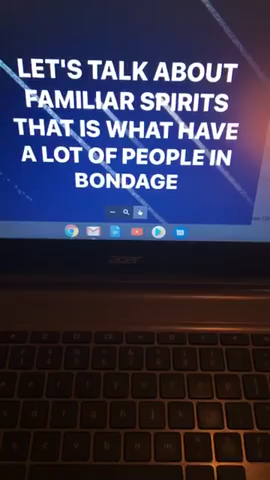 LET'S TALK ABOUT
FAMILIAR SPIRITS
THAT IS WHAT HAVE
A LOT OF PEOPLE IN
BONDAGE
acer